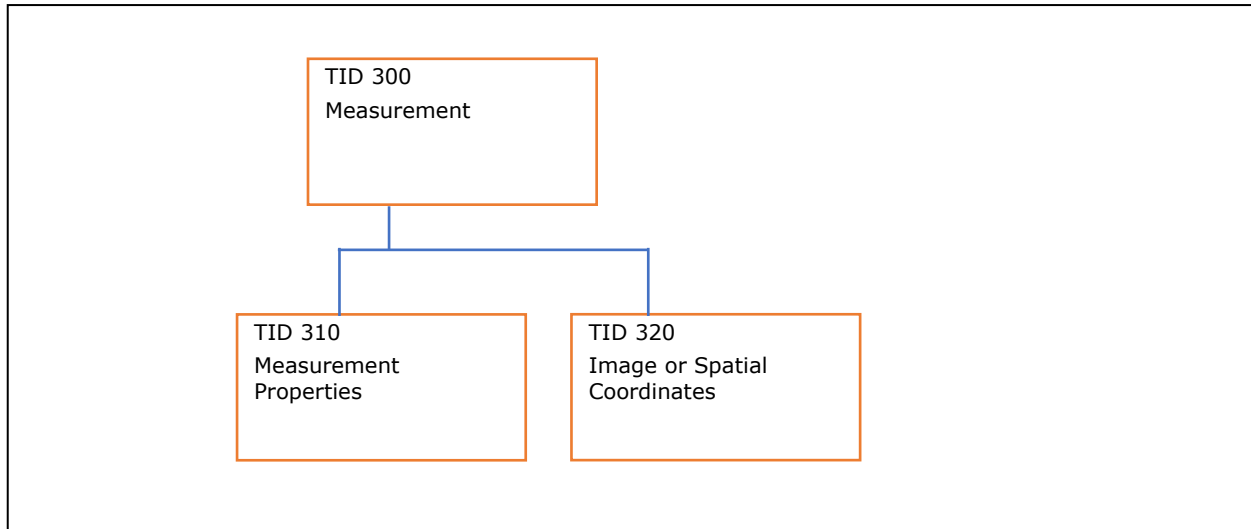 TID 300
Measurement
TID 310
Measurement
Properties
TID 320
Image or Spatial
Coordinates